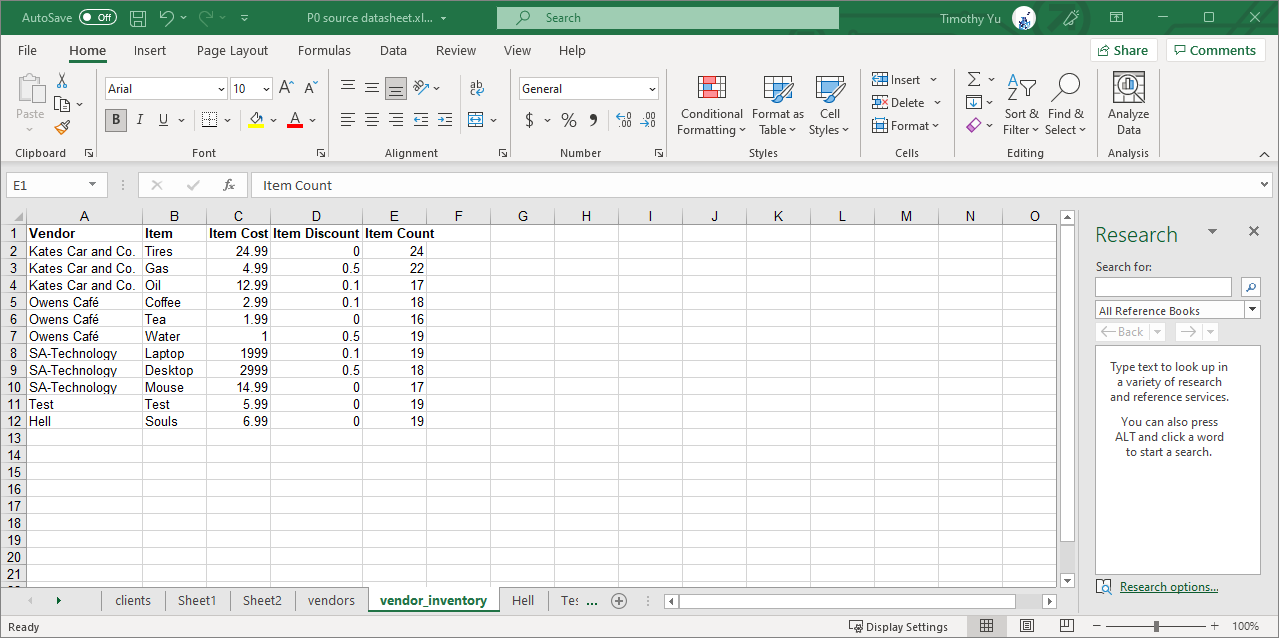 AutoSave Off P0 source datasheet.xl... Search Timothy Yu
File Home Insert Page Layout Formulas Data Review View Help Share Comments
Arial 10 General
Paste B I U $ % Conditional Formatting Format as Table Cell Styles Insert Delete Format Sort & Filter Find & Select Analyze Data
Clipboard Font Alignment Number Styles Cells Editing Analysis
E1 fx Item Count
A B C D E F G H I J K L M N O
1 Vendor Item Item Cost Item Discount Item Count
2 Kates Car and Co. Tires 24.99 0 24
3 Kates Car and Co. Gas 4.99 0.5 22
4 Kates Car and Co. Oil 12.99 0.1 17
5 Owens Café Coffee 2.99 0.1 18
6 Owens Café Tea 1.99 0 16
7 Owens Café Water 1 0.5 19
8 SA-Technology Laptop 1999 0.1 19
9 SA-Technology Desktop 2999 0.5 18
10 SA-Technology Mouse 14.99 0 17
11 Test Test 5.99 0 19
12 Hell Souls 6.99 0 19
13
14
15
16
17
18
19
20
21
Research
Search for:
All Reference Books
Back
Type text to look up in
a variety of research
and reference services.
You can also press
ALT and click a word
to start a search.
Research options...
clients Sheet1 Sheet2 vendors vendor_inventory Hell Tes ...
Ready Display Settings 100%